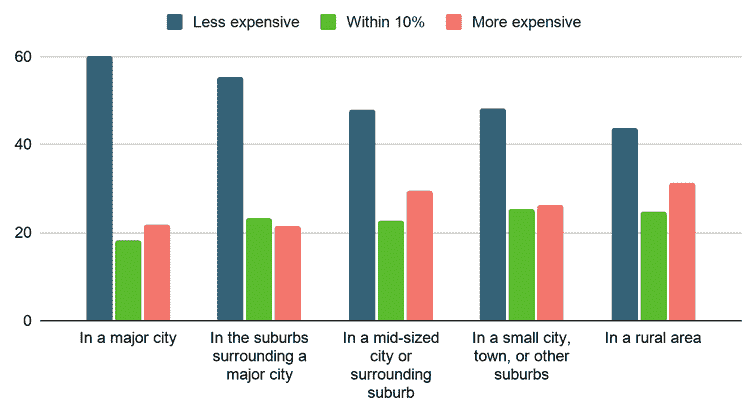 Less expensive Within 10% More expensive
60
40
20
0
In a major city
In the suburbs
surrounding a
major city
In a mid-sized
city or
surrounding
suburb
In a small city,
town, or other
suburbs
In a rural area